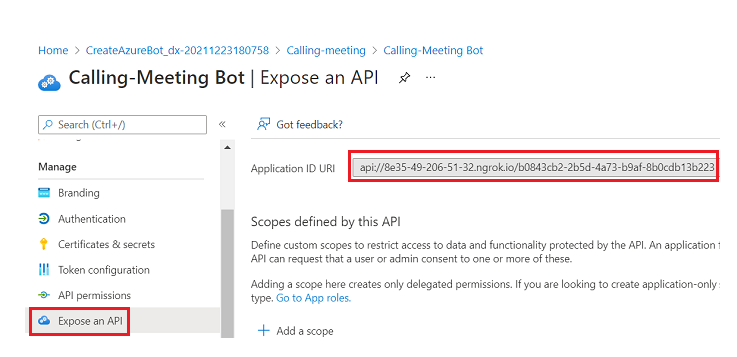 Home > CreateAzureBot_dx-20211223180758 > Calling-meeting > Calling-Meeting Bot
Calling-Meeting Bot | Expose an API ...
Search (Ctrl+/)
«
Manage
Branding
Authentication
Certificates & secrets
Token configuration
API permissions
Expose an API
Got feedback?
Application ID URI
api://8e35-49-206-51-32.ngrok.io/b0843cb2-2b5d-4a73-b9af-8b0cdb13b223
Scopes defined by this API
Define custom scopes to restrict access to data and functionality protected by the API. An application
API can request that a user or admin consent to one or more of these.
Adding a scope here creates only delegated permissions. If you are looking to create application-only
type. Go to App roles.
+ Add a scope